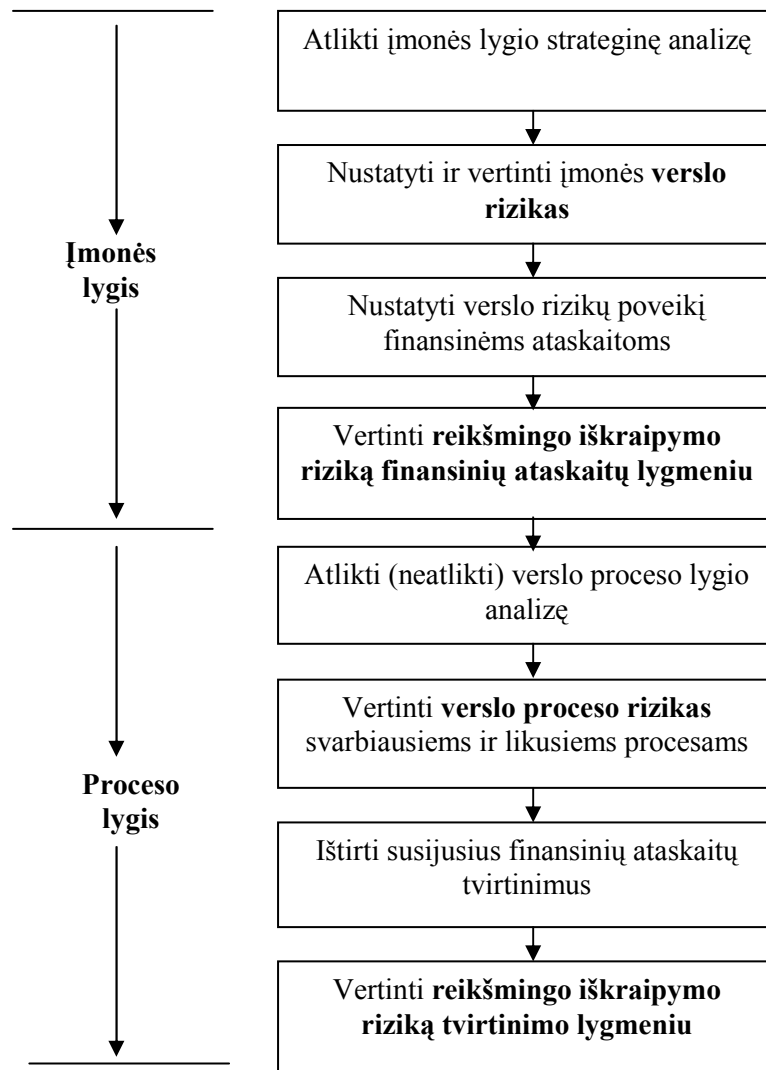 Atlikti įmonės lygio strateginę analizę
Nustatyti ir vertinti įmonės verslo
rizikas
Įmonės
lygis
Nustatyti verslo rizikų poveikį
finansinėms ataskaitoms
Vertinti reikšmingo iškraipymo
riziką finansinių ataskaitų lygmeniu
Atlikti (neatlikti) verslo proceso lygio
analizę
Vertinti verslo proceso rizikas
svarbiausiems ir likusiems procesams
Proceso
lygis
Ištirti susijusius finansinių ataskaitų
tvirtinimus
Vertinti reikšmingo iškraipymo
riziką tvirtinimo lygmeniu